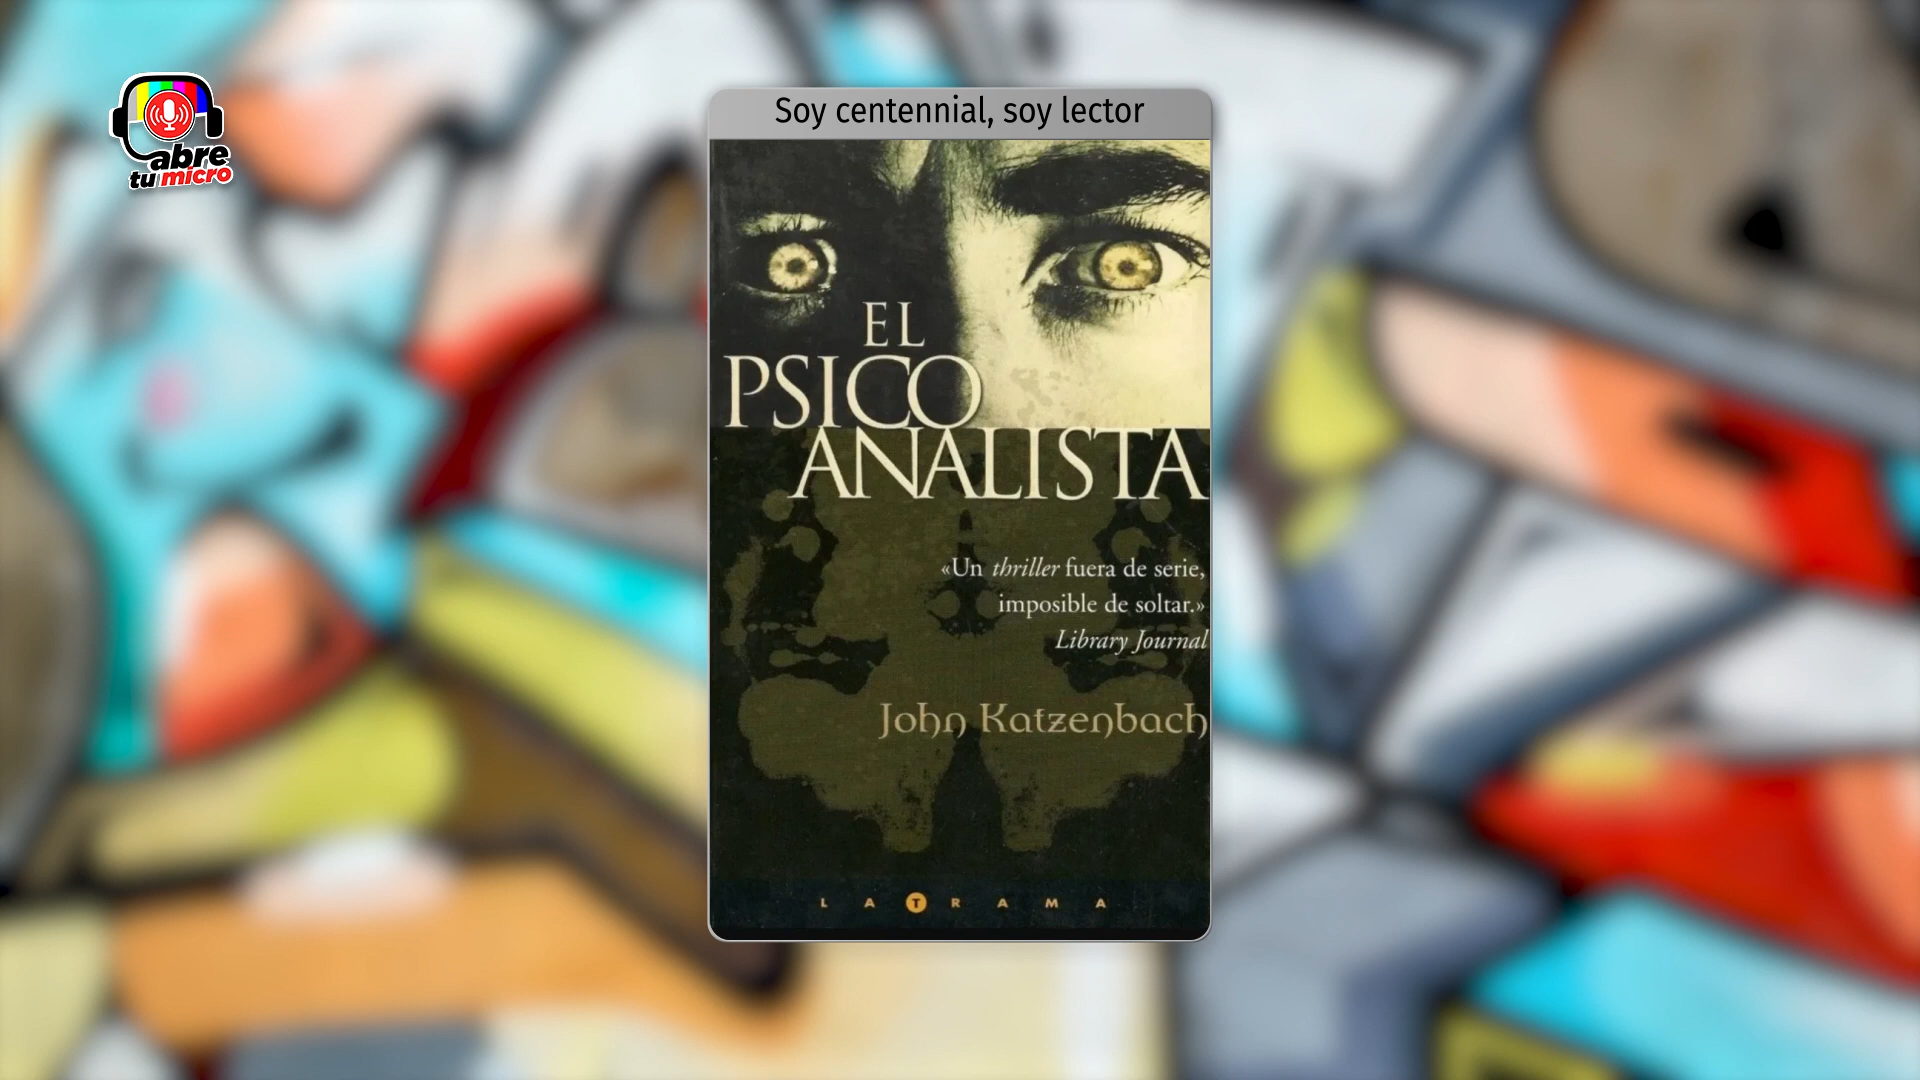 abre
tu micro
Soy centennial, soy lector
EL
PSICO
ANALISTA
«Un thriller fuera de serie,
imposible de soltar.»
Library Journal
John Katzenbach
LA TRAMA